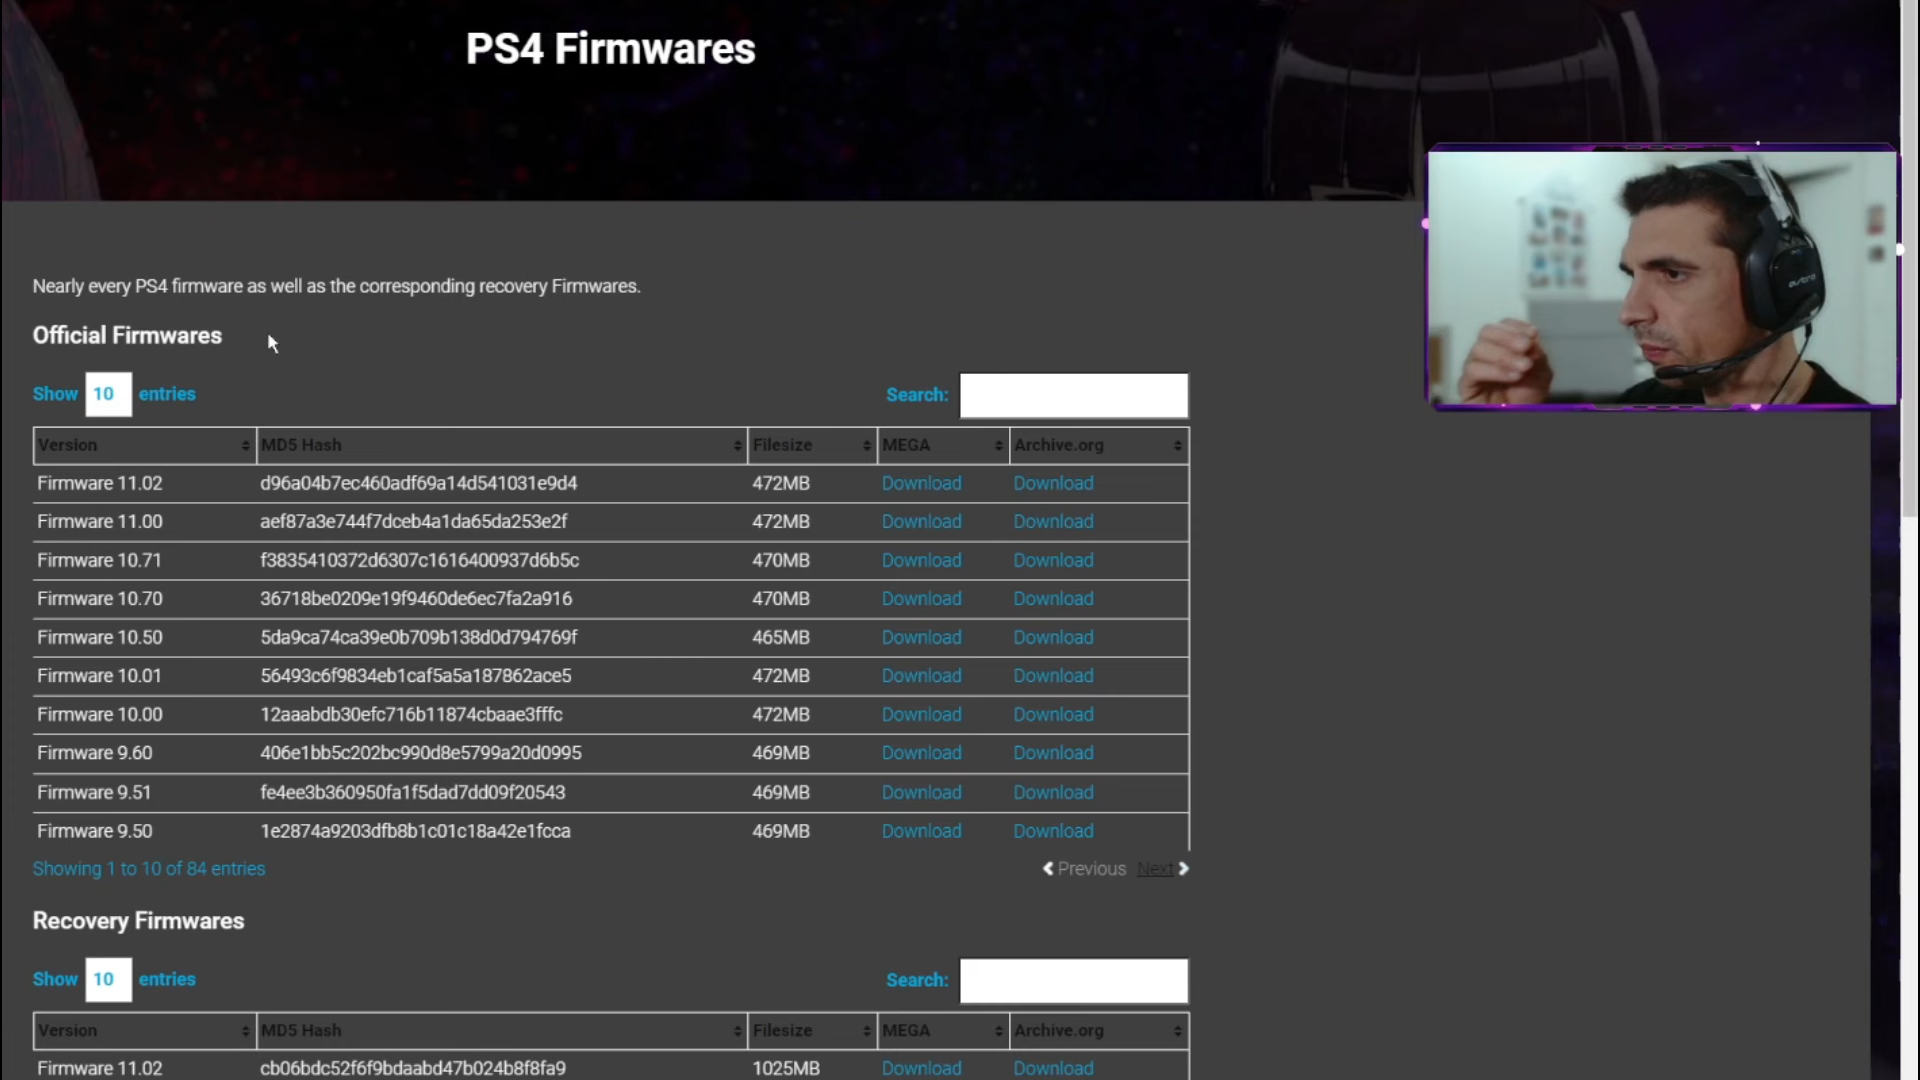 PS4 Firmwares
Nearly every PS4 firmware as well as the corresponding recovery Firmwares.
Official Firmwares
Show 10 entries Search:
Version MD5 Hash Filesize MEGA Archive.org
Firmware 11.02 d96a04b7ec460adf69a14d541031e9d4 472MB Download Download
Firmware 11.00 aef87a3e744f7dceb4a1da65da253e2f 472MB Download Download
Firmware 10.71 f3835410372d6307c1616400937d6b5c 470MB Download Download
Firmware 10.70 36718be0209e19f9460de6ec7fa2a916 470MB Download Download
Firmware 10.50 5da9ca74ca39e0b709b138d0d794769f 465MB Download Download
Firmware 10.01 56493c6f9834eb1caf5a5a187862ace5 472MB Download Download
Firmware 10.00 12aaabdb30efc716b11874cbaae3fffc 472MB Download Download
Firmware 9.60 406e1bb5c202bc990d8e5799a20d0995 469MB Download Download
Firmware 9.51 fe4ee3b360950fa1f5dad7dd09f20543 469MB Download Download
Firmware 9.50 1e2874a9203dfb8b1c01c18a42e1fcca 469MB Download Download
Showing 1 to 10 of 84 entries Previous Next
Recovery Firmwares
Show 10 entries Search:
Version MD5 Hash Filesize MEGA Archive.org
Firmware 11.02 cb06bdc52f6f9bdaabd47b024b8f8fa9 1025MB Download Download
astro